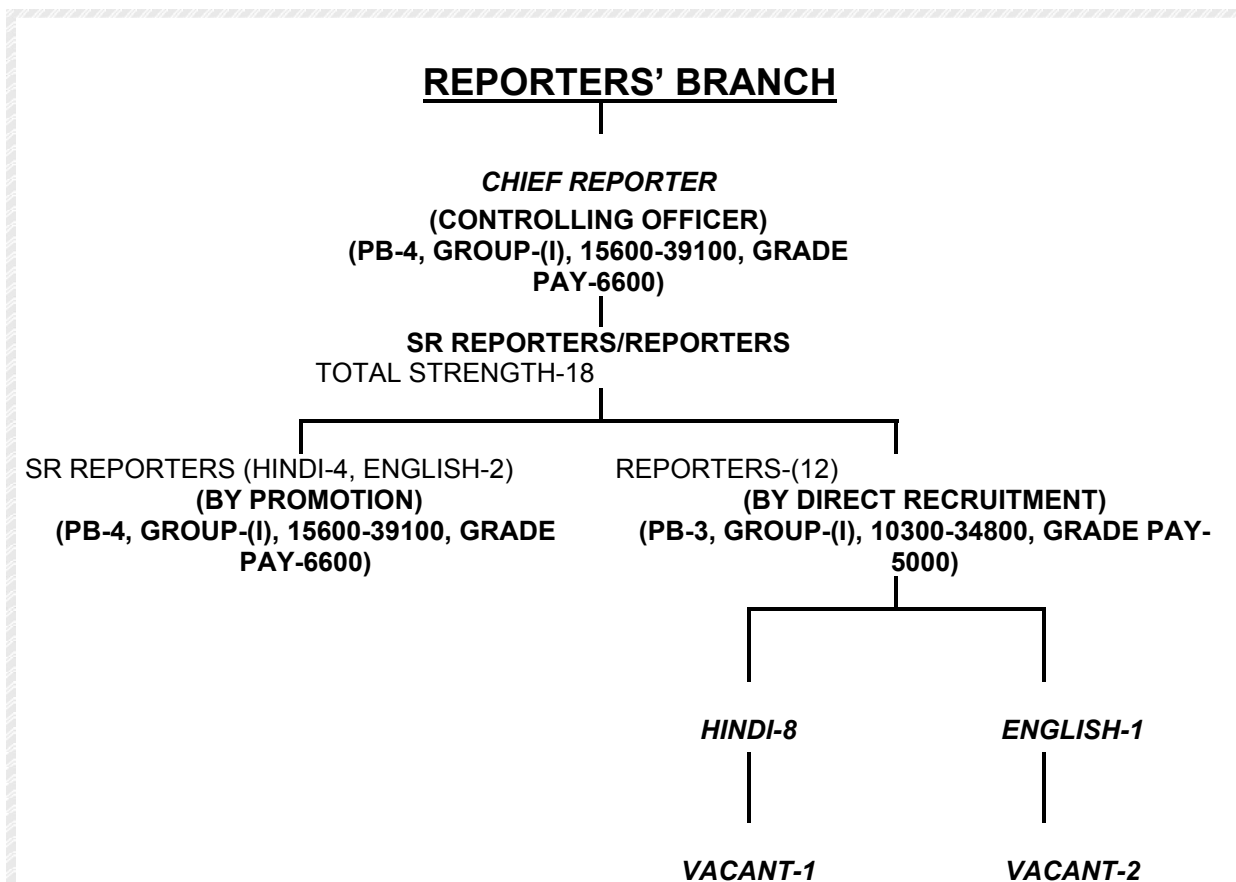 REPORTERS’ BRANCH
CHIEF REPORTER
(CONTROLLING OFFICER)
(PB-4, GROUP-(I), 15600-39100, GRADE
PAY-6600)
SR REPORTERS/REPORTERS
TOTAL STRENGTH-18
SR REPORTERS (HINDI-4, ENGLISH-2)
(BY PROMOTION)
(PB-4, GROUP-(I), 15600-39100, GRADE
PAY-6600)
REPORTERS-(12)
(BY DIRECT RECRUITMENT)
(PB-3, GROUP-(I), 10300-34800, GRADE PAY-
5000)
HINDI-8
ENGLISH-1
VACANT-1
VACANT-2